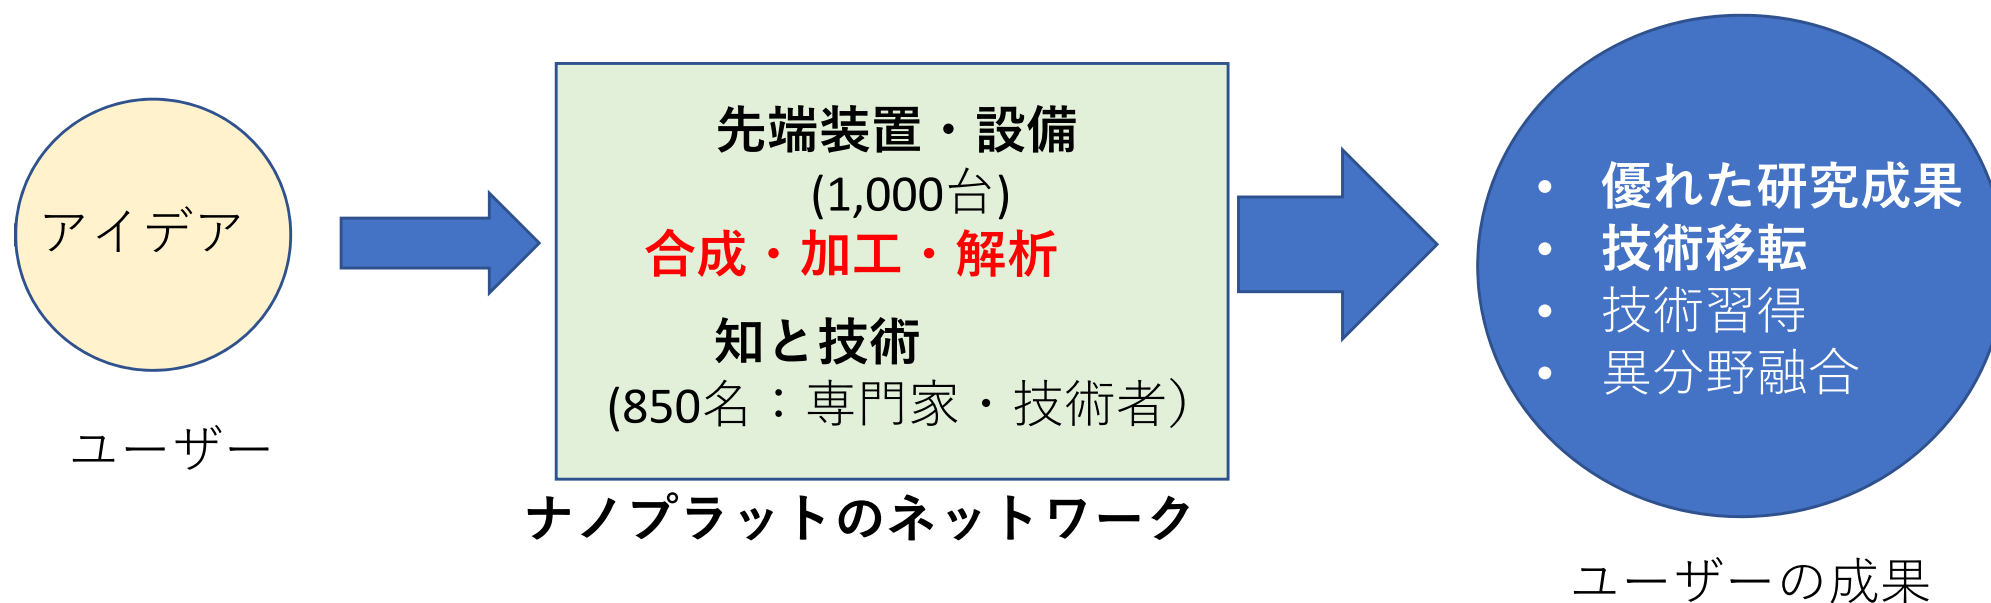 アイデア
ユーザー
先端装置・設備
(1,000台)
合成・加工・解析
知と技術
(850名：専門家・技術者）
ナノプラットのネットワーク
• 優れた研究成果
• 技術移転
• 技術習得
• 異分野融合
ユーザーの成果